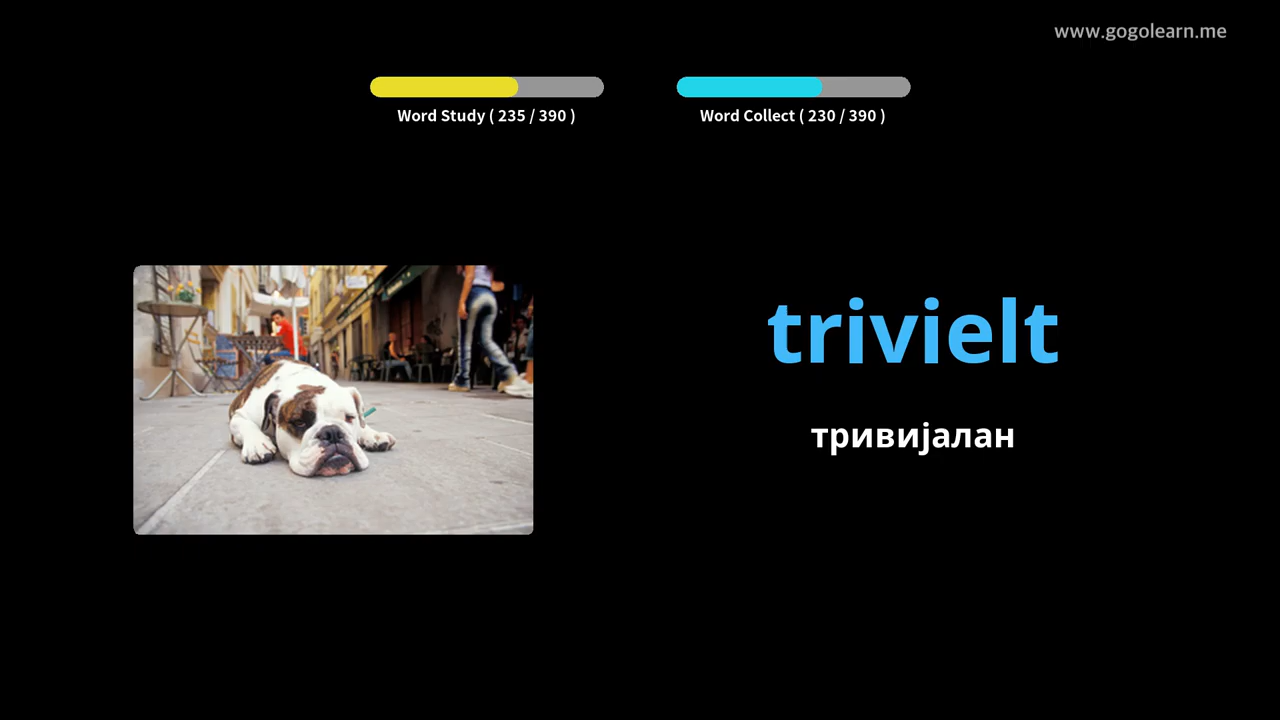 www.gogolearn.me
Word Study ( 235 / 390 )
Word Collect ( 230 / 390 )
trivielt
тривијалан